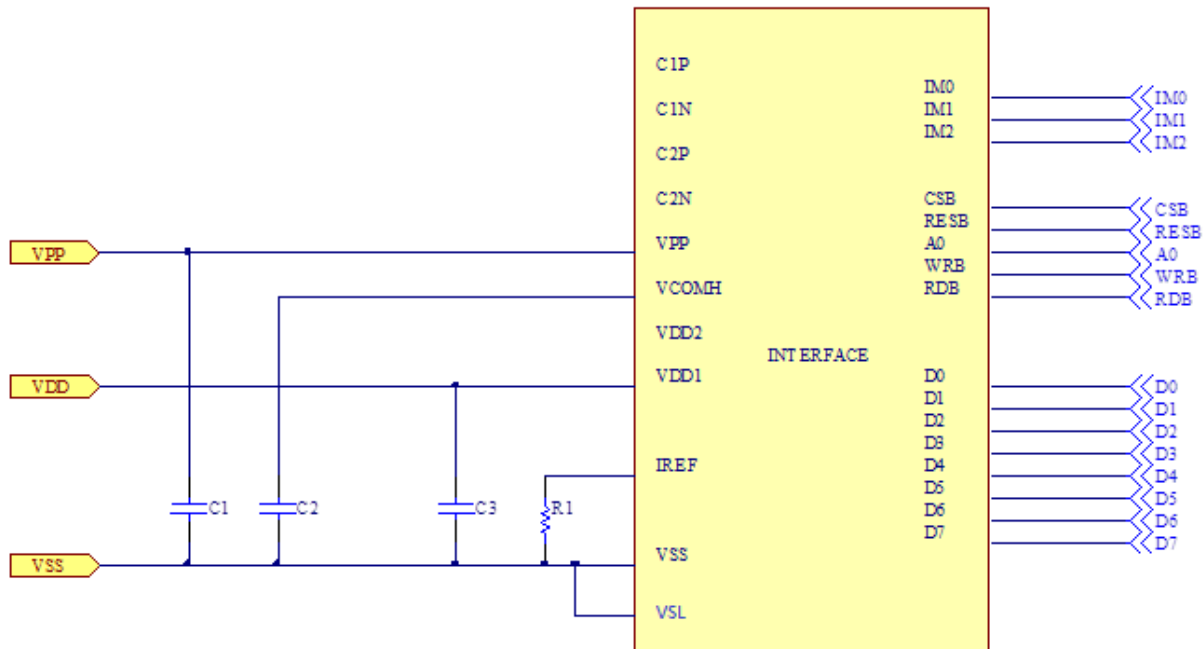 C1P
C1N
C2P
C2N
VPP
VCOMH
VDD2
VDD1
IREF
VSS
VSL
INTERFACE
IM0
IM1
IM2
CSB
RESB
A0
WRB
RDB
D0
D1
D2
D3
D4
D5
D6
D7
IM0
IM1
IM2
CSB
RESB
A0
WRB
RDB
D0
D1
D2
D3
D4
D5
D6
D7
VPP
VDD
VSS
C1
C2
C3
R1